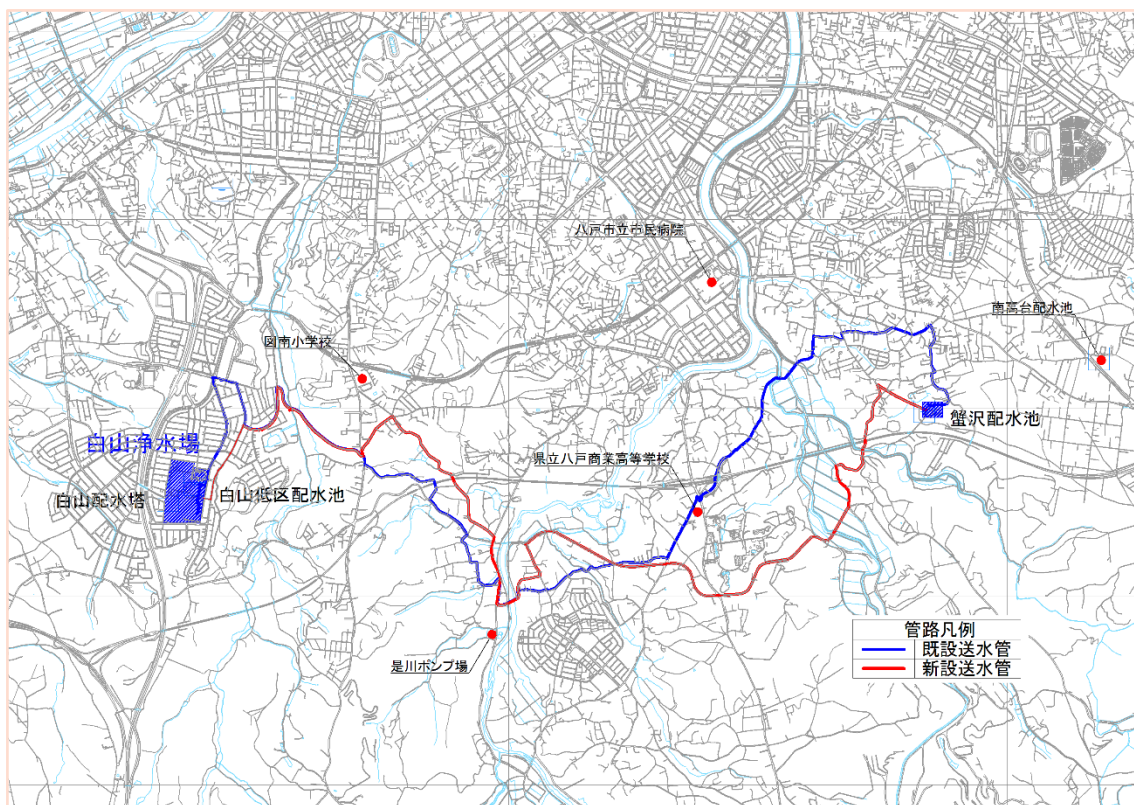 八戸市立市民病院
南高台配水池
図南小学校
蟹沢配水池
白山浄水場
県立八戸商業高等学校
白山配水塔
白山低区配水池
管路凡例
既設送水管
新設送水管
是川ポンプ場